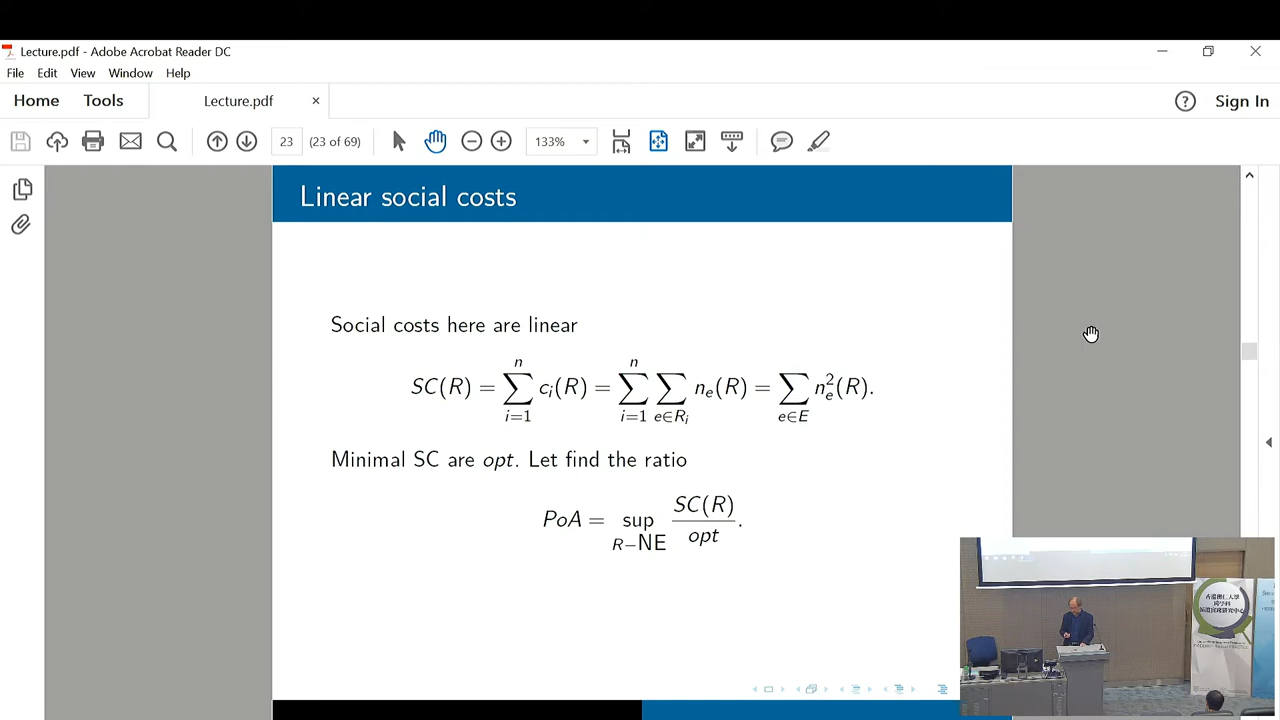 Lecture.pdf - Adobe Acrobat Reader DC
File Edit View Window Help
Home Tools Lecture.pdf × Sign In
23 (23 of 69) 133%
Linear social costs
Social costs here are linear
SC(R) = ∑_{i=1}^{n} c_i(R) = ∑_{i=1}^{n} ∑_{e∈R_i} n_e(R) = ∑_{e∈E} n_e^2(R).
Minimal SC are opt. Let find the ratio
PoA = sup_{R−NE} SC(R)/opt.